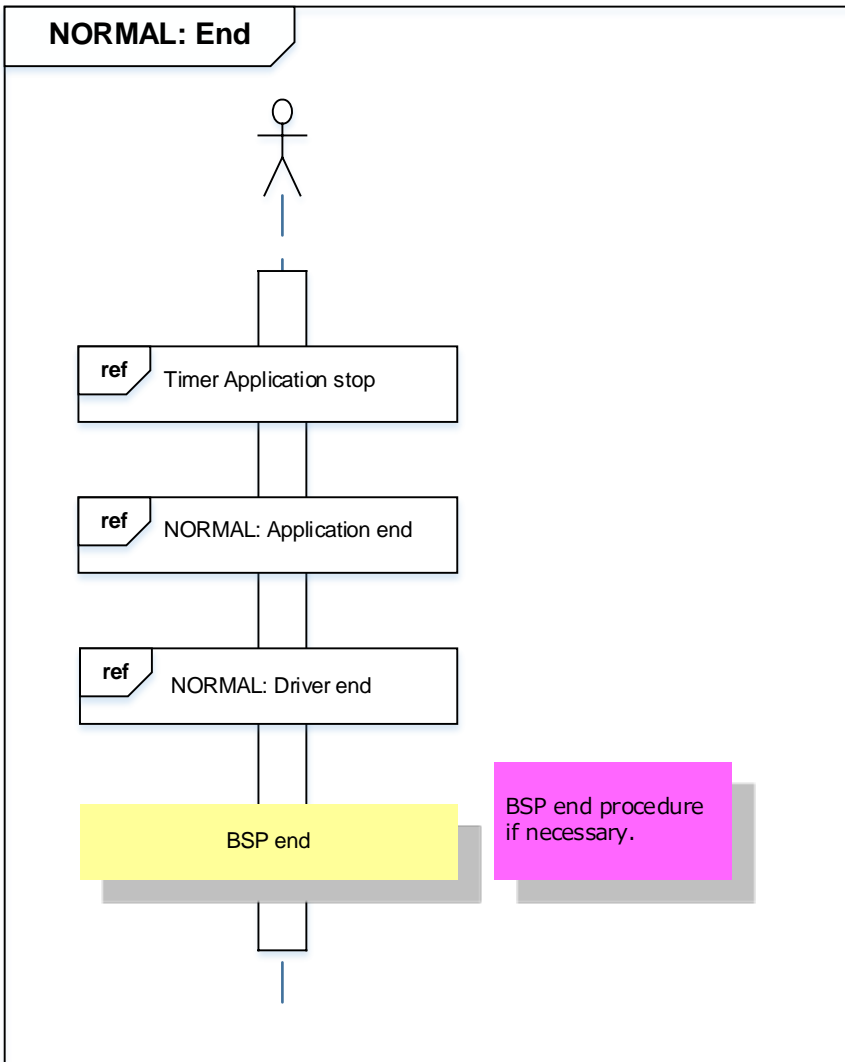 NORMAL: End
ref
Timer Application stop
ref
NORMAL: Application end
ref
NORMAL: Driver end
BSP end
BSP end procedure
if necessary.